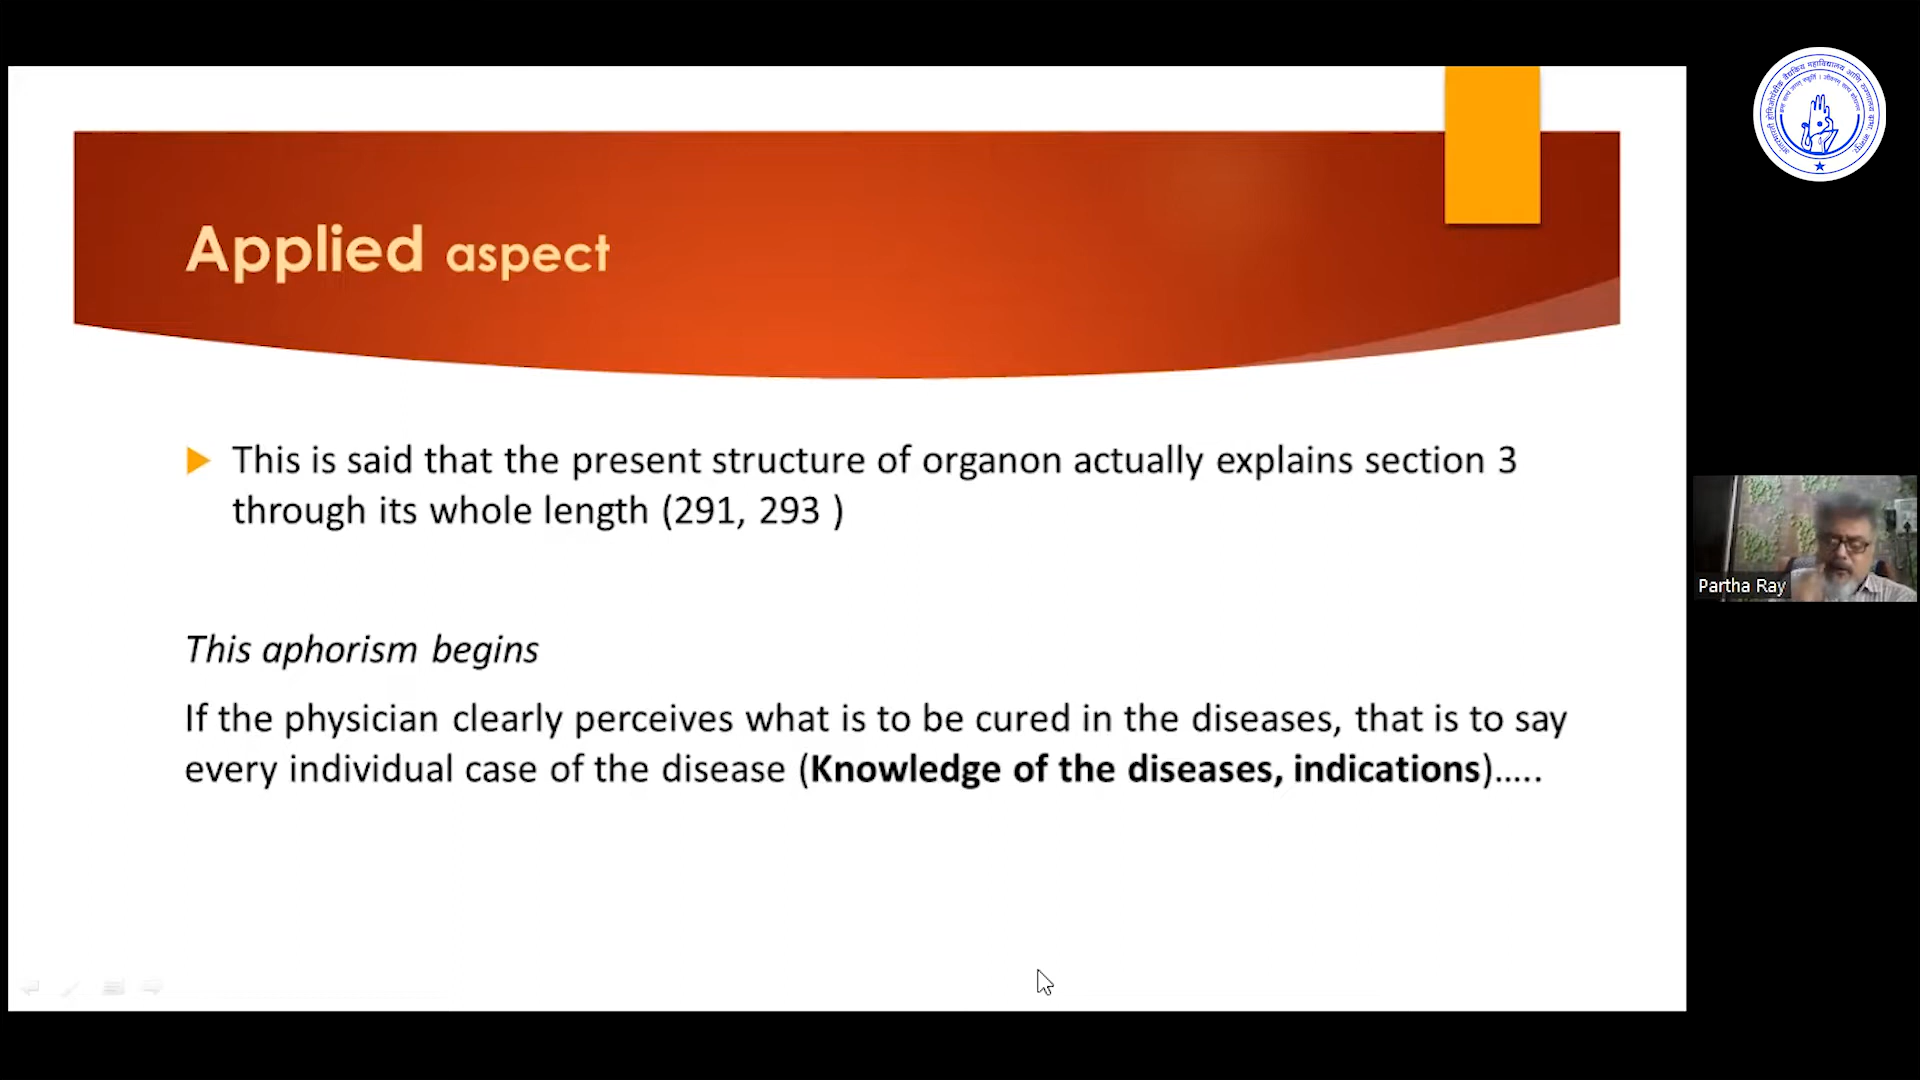 Applied aspect
This is said that the present structure of organon actually explains section 3
through its whole length (291, 293 )
This aphorism begins
If the physician clearly perceives what is to be cured in the diseases, that is to say
every individual case of the disease (Knowledge of the diseases, indications).....
Partha Ray